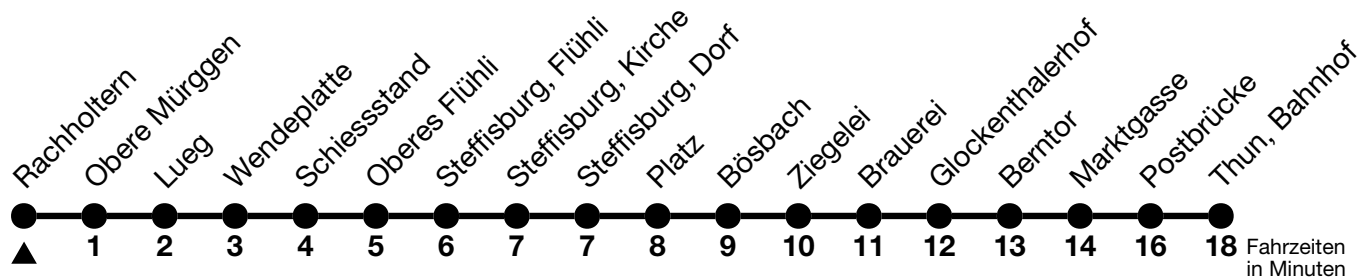 Rachholtern
Obere Mürggen
Lueg
Wendeplatte
Schiessstand
Oberes Flühli
Steffisburg, Flühli
Steffisburg, Kirche
Steffisburg, Dorf
Platz
Bösbach
Ziegelei
Brauerei
Glockenthalerhof
Berntor
Marktgasse
Postbrücke
Thun, Bahnhof
1 2 3 4 5 6 7 7 8 9 10 11 12 13 14 16 18 Fahrzeiten
in Minuten